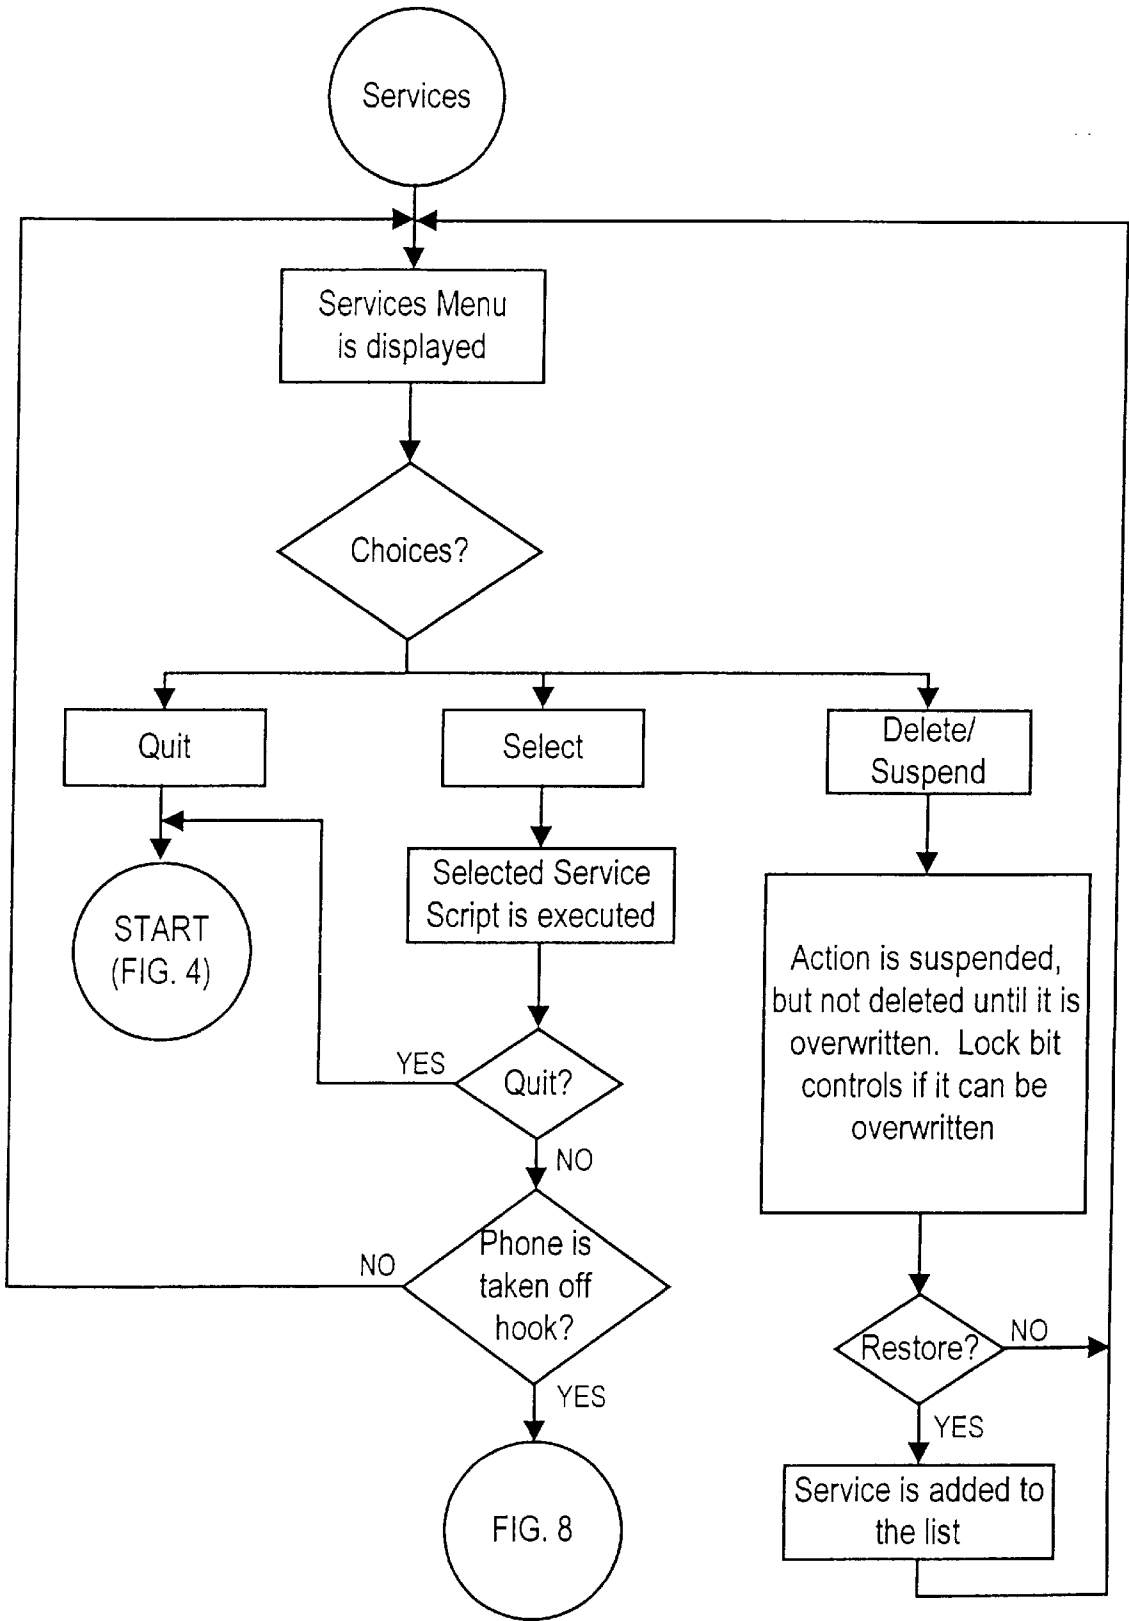 Services
Services Menu
is displayed
Choices?
Quit
Select
Delete/
Suspend
START
(FIG. 4)
Selected Service
Script is executed
Action is suspended,
but not deleted until it is
overwritten. Lock bit
controls if it can be
overwritten
YES
Quit?
NO
NO
Phone is
taken off
hook?
YES
FIG. 8
Restore?
NO
YES
Service is added to
the list